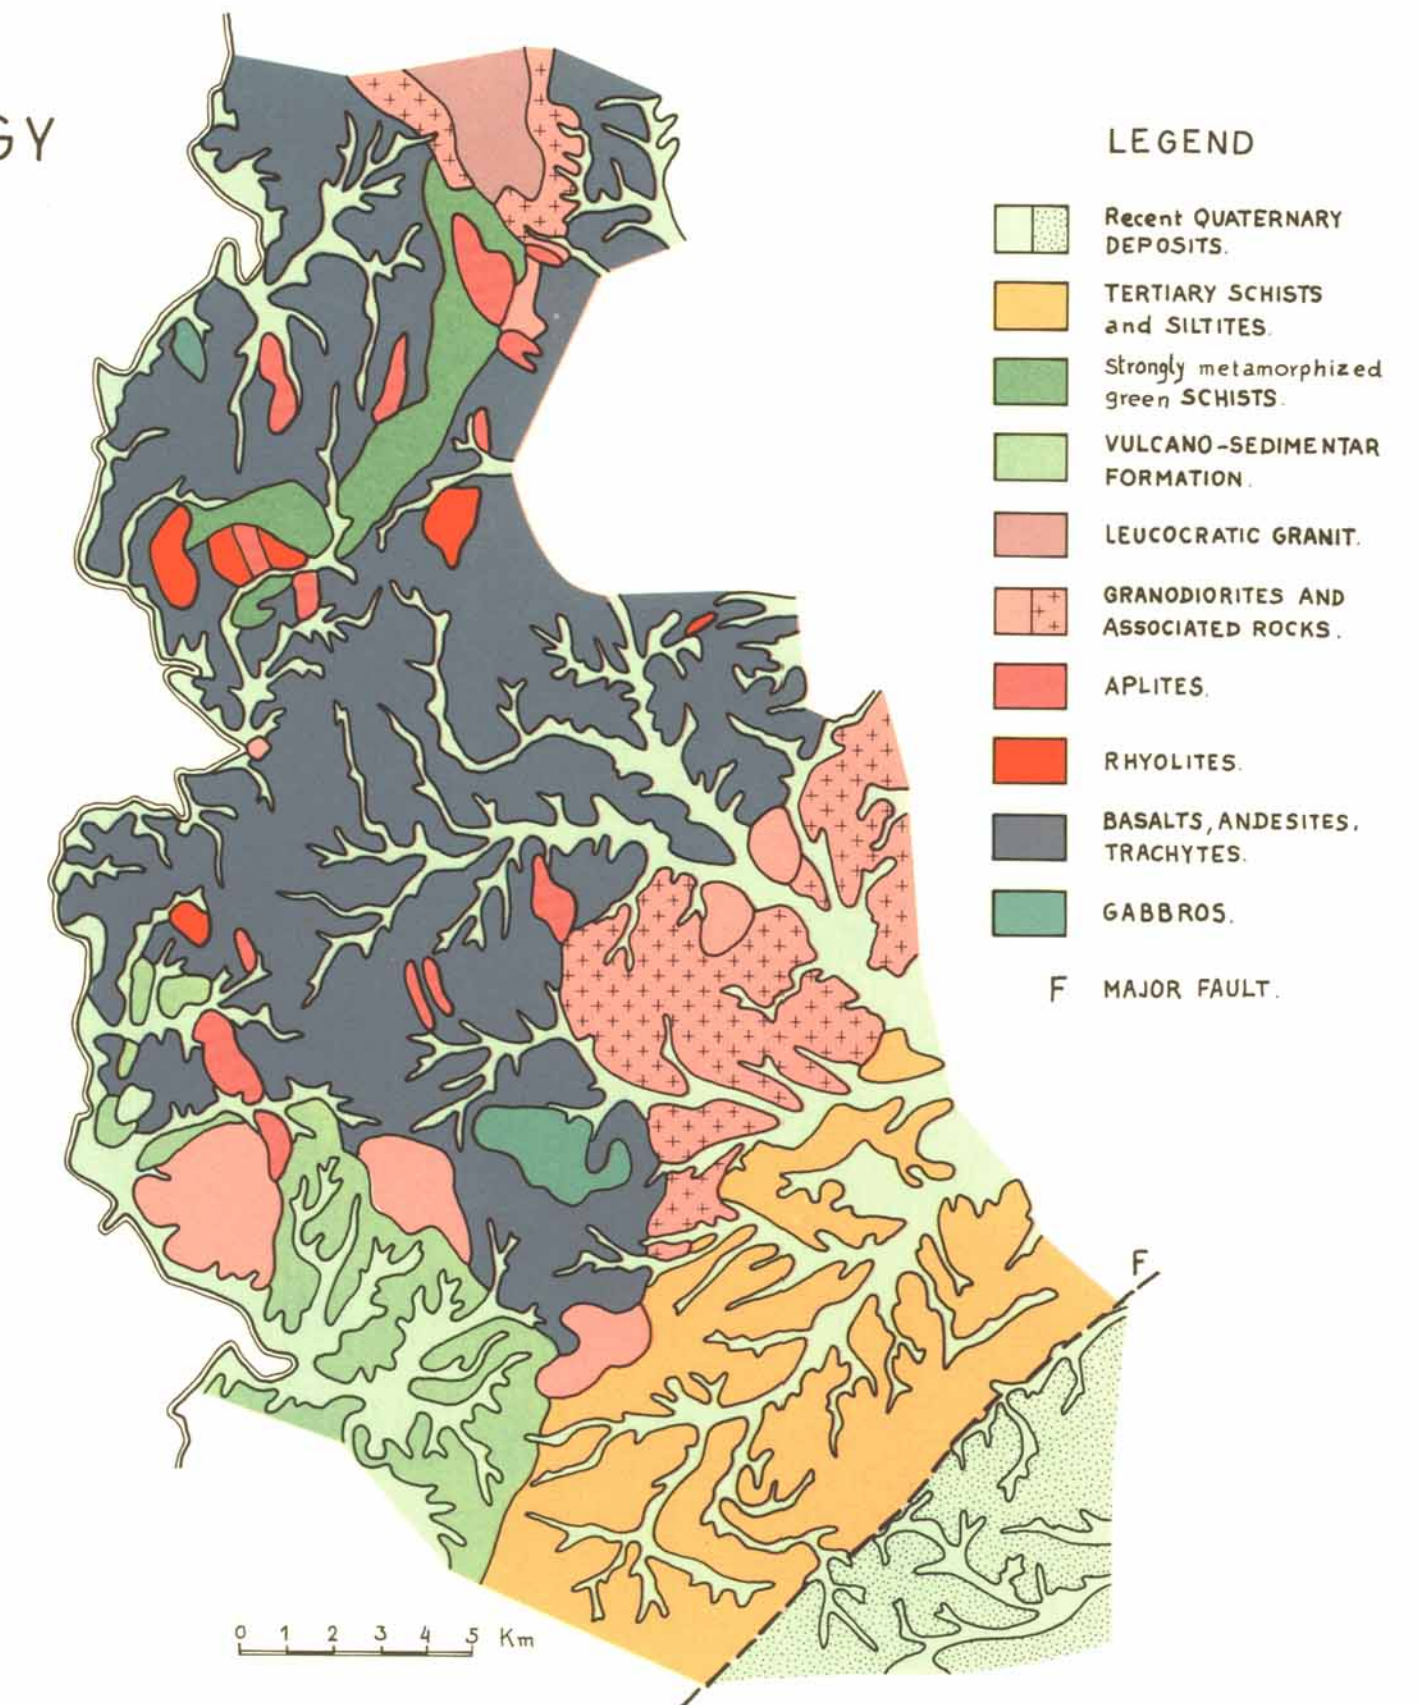 GY
LEGEND
Recent QUATERNARY
DEPOSITS.
TERTIARY SCHISTS
and SILTITES.
Strongly metamorphized
green SCHISTS.
VULCANO-SEDIMENTAR
FORMATION.
LEUCOCRATIC GRANIT.
GRANODIORITES AND
ASSOCIATED ROCKS.
APLITES.
RHYOLITES.
BASALTS, ANDESITES,
TRACHYTES.
GABBROS.
F MAJOR FAULT.
F
0 1 2 3 4 5 Km